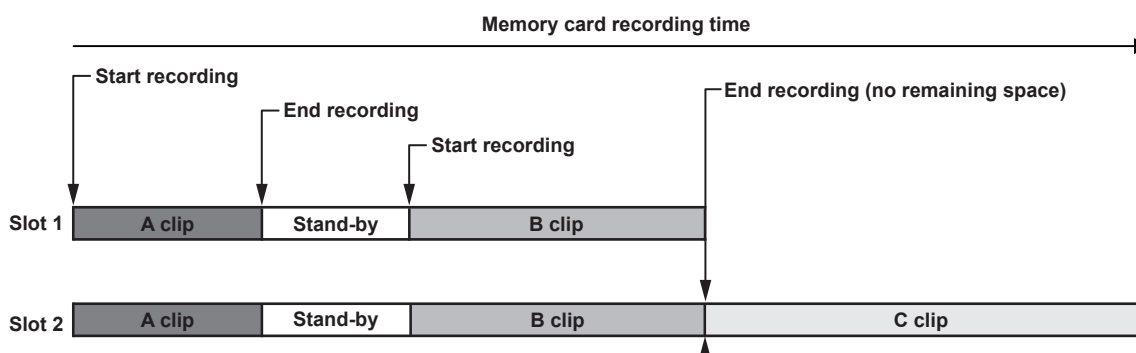 Memory card recording time
Start recording
End recording (no remaining space)
End recording
Start recording
Slot 1 A clip Stand-by B clip
Slot 2 A clip Stand-by B clip C clip